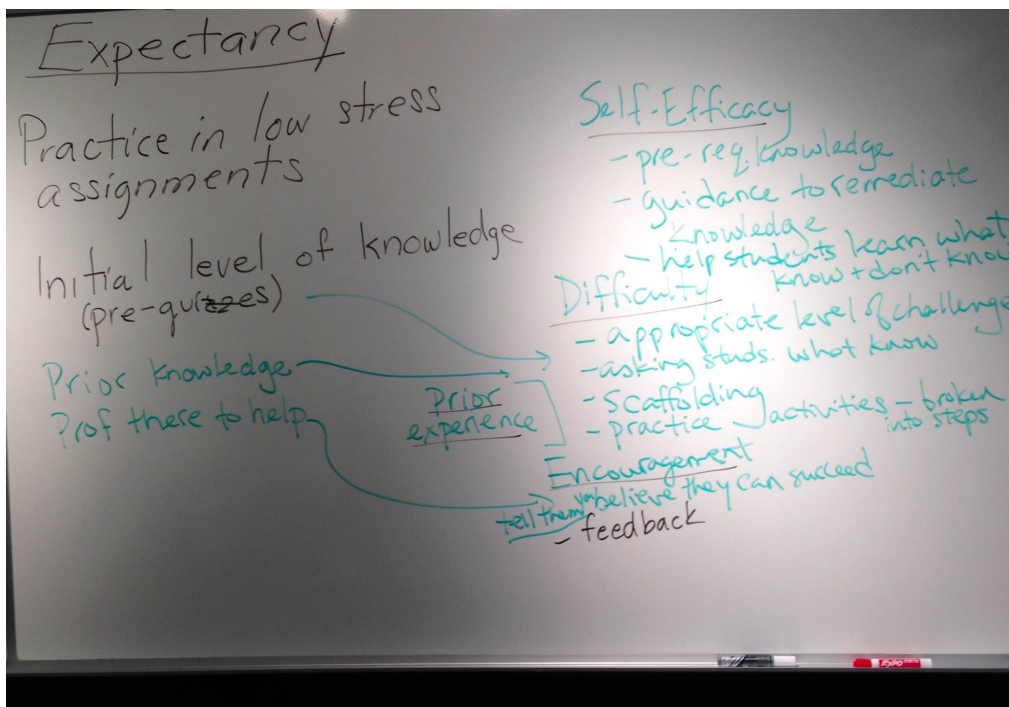 Expectancy
Practice in low stress
assignments
Initial level of knowledge
(pre-quizzes)
Prior knowledge
Prof there to help
Prior
experience
Self-Efficacy
- pre-req. knowledge
- guidance to remediate
knowledge
- help students learn what
know + don't know
Difficulty
- appropriate level of challenge
- asking studs. what know
- scaffolding
- practice activities - broken
into steps
Encouragement
tell them you believe they can succeed
- feedback
EXPO